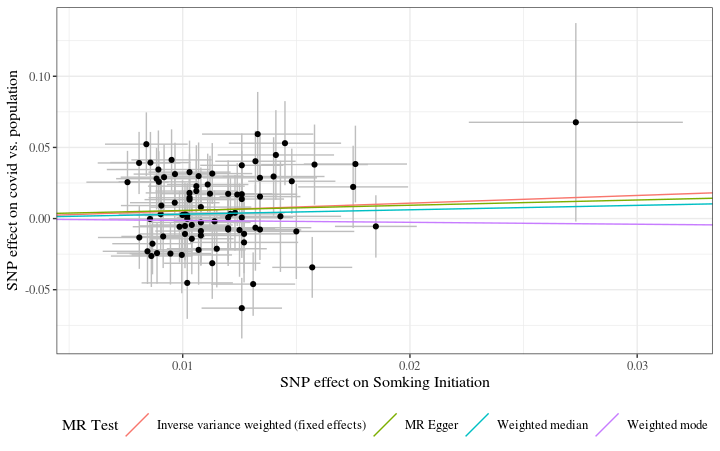 0.10
0.05
0.00
-0.05
SNP effect on covid vs. population
0.01 0.02 0.03
SNP effect on Somking Initiation
MR Test Inverse variance weighted (fixed effects) MR Egger Weighted median Weighted mode